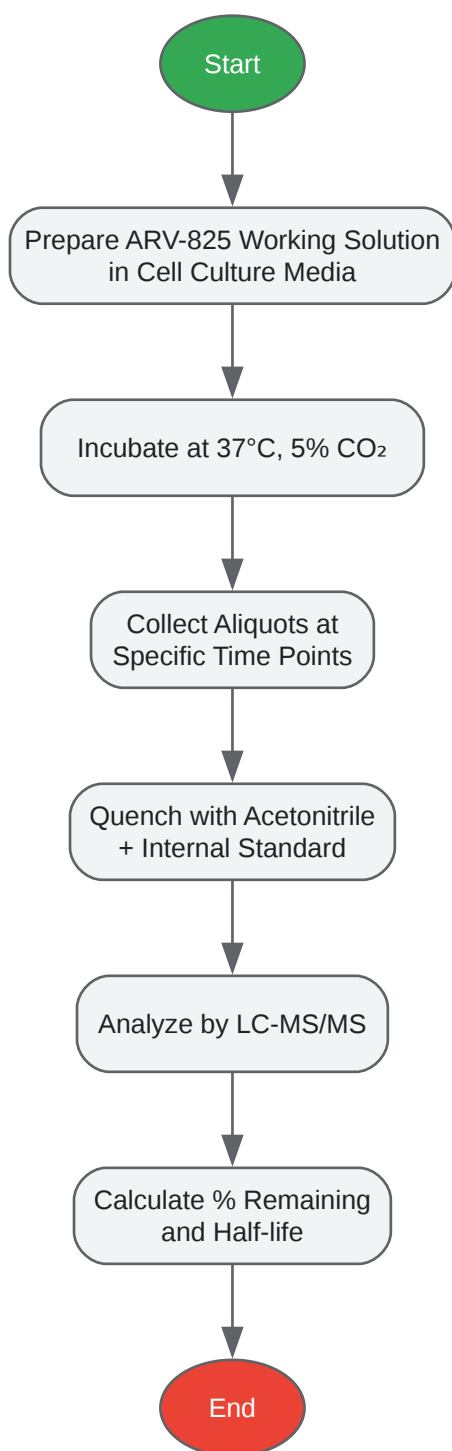 Start
Prepare ARV-825 Working Solution
in Cell Culture Media
Incubate at 37°C, 5% CO₂
Collect Aliquots at
Specific Time Points
Quench with Acetonitrile
+ Internal Standard
Analyze by LC-MS/MS
Calculate % Remaining
and Half-life
End